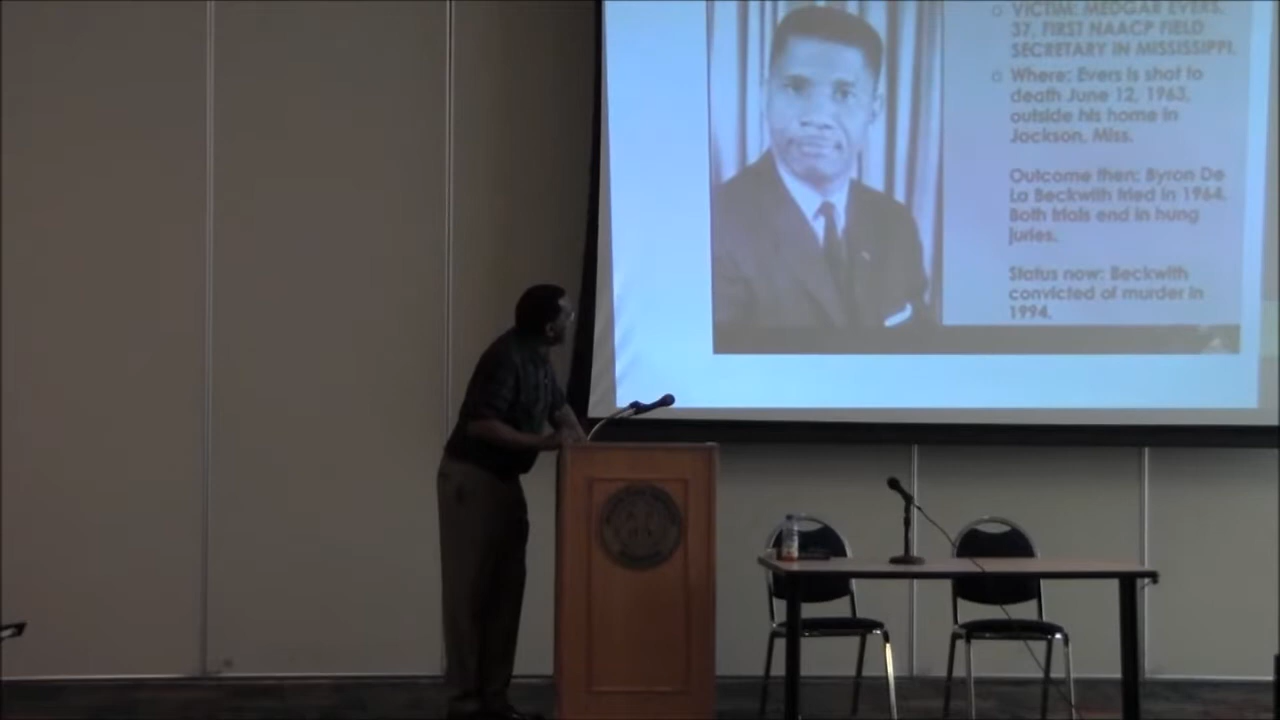 VICTIM: MEDGAR EVERS,
37, FIRST NAACP FIELD
SECRETARY IN MISSISSIPPI.
Where: Evers is shot to
death June 12, 1963,
outside his home in
Jackson, Miss.
Outcome then: Byron De
La Beckwith tried in 1964.
Both trials end in hung
juries.
Status now: Beckwith
convicted of murder in
1994.